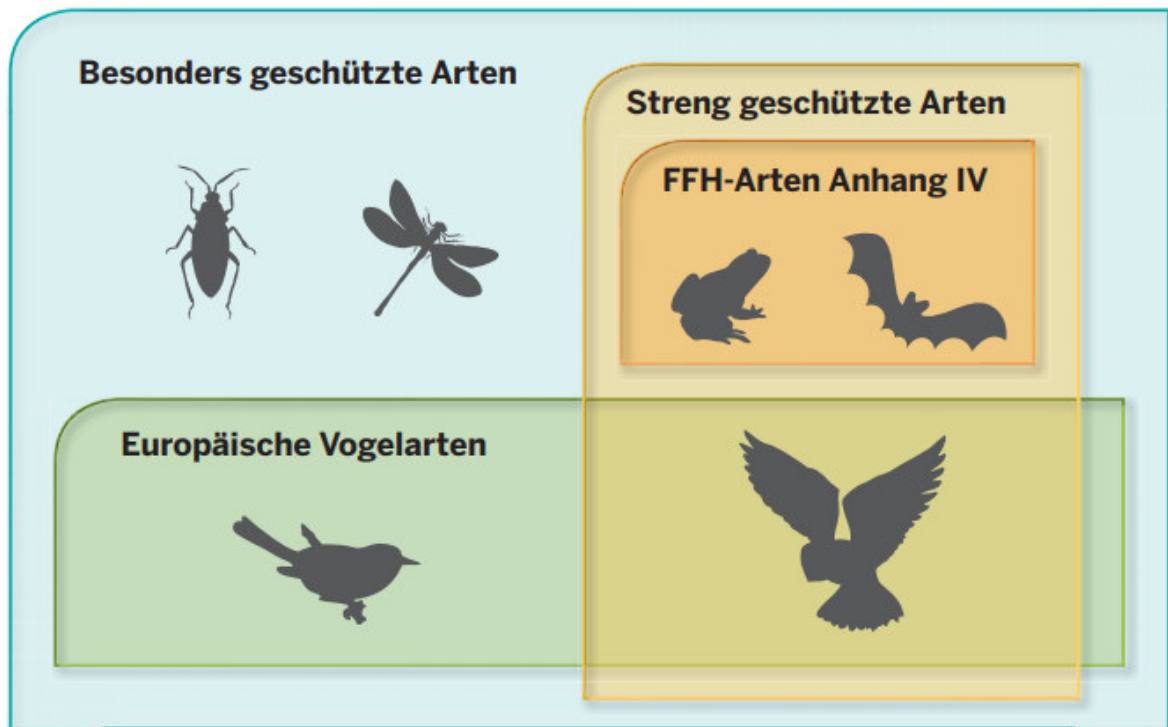 Besonders geschützte Arten
Streng geschützte Arten
FFH-Arten Anhang IV
Europäische Vogelarten